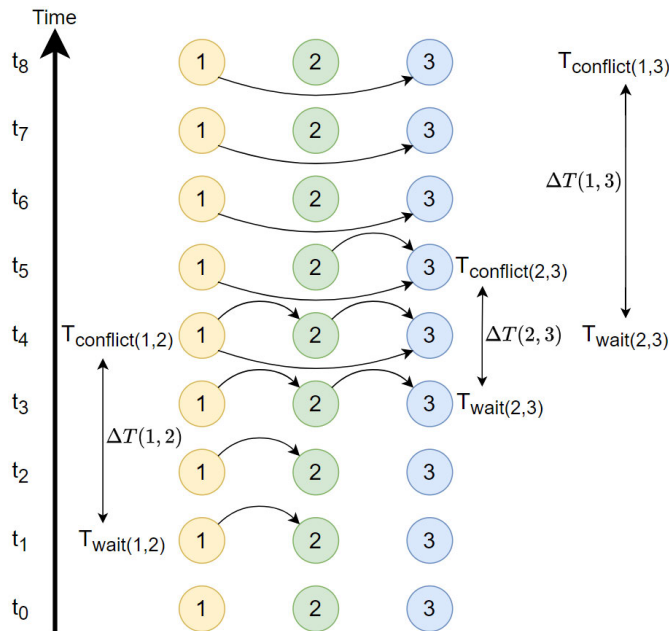 Time
t8 1 2 3 Tconflict(1,3)
t7 1 2 3
ΔT(1,3)
t6 1 2 3
t5 1 2 3 Tconflict(2,3)
t4 Tconflict(1,2) 1 2 3 ΔT(2,3) Twait(2,3)
t3 1 2 3 Twait(2,3)
ΔT(1,2)
t2 1 2 3
t1 Twait(1,2) 1 2 3
t0 1 2 3